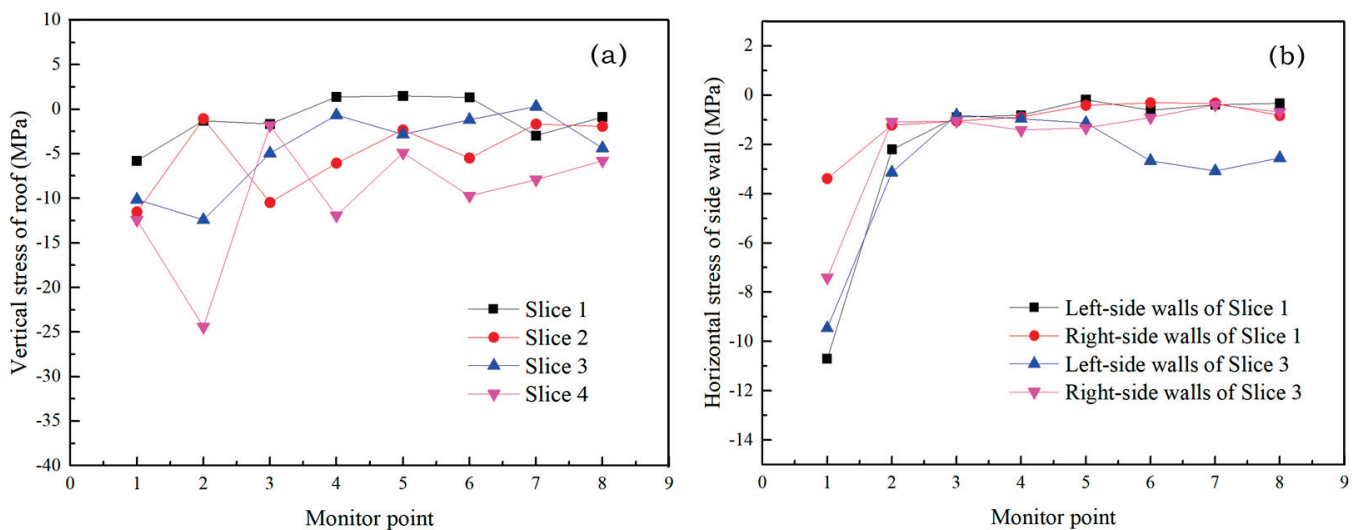 (a)
Vertical stress of roof (MPa)
10
5
0
-5
-10
-15
-20
-25
-30
-35
-40
Slice 1
Slice 2
Slice 3
Slice 4
0 1 2 3 4 5 6 7 8 9
Monitor point
(b)
Horizontal stress of side wall (MPa)
2
0
-2
-4
-6
-8
-10
-12
-14
Left-side walls of Slice 1
Right-side walls of Slice 1
Left-side walls of Slice 3
Right-side walls of Slice 3
0 1 2 3 4 5 6 7 8 9
Monitor point